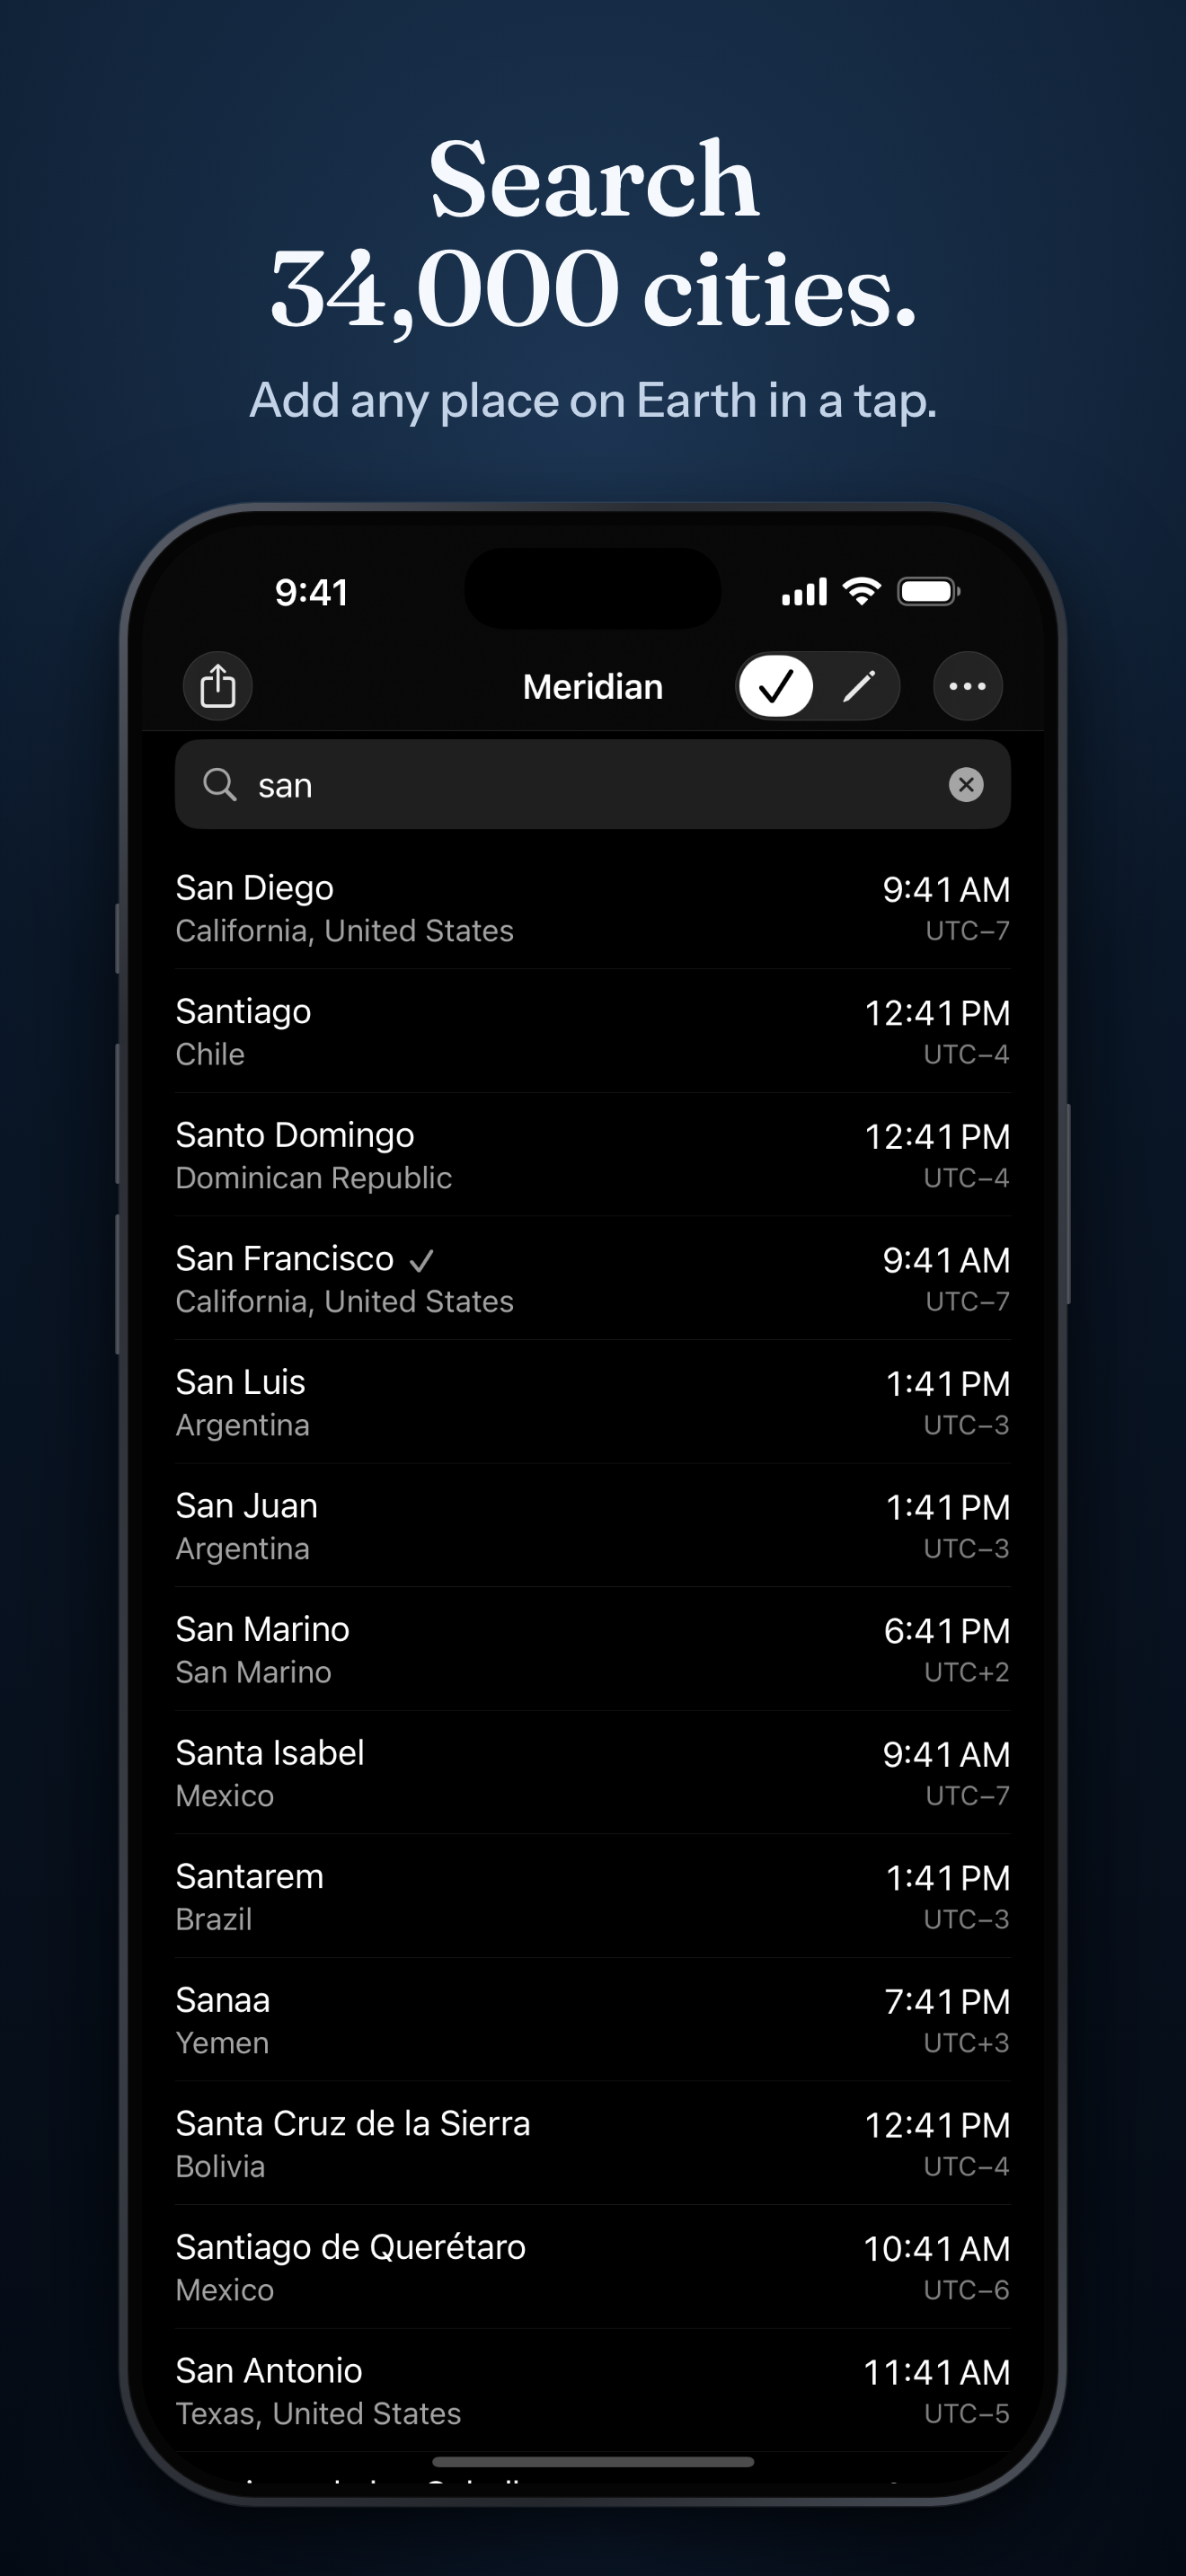 Search
34,000 cities.
Add any place on Earth in a tap.
9:41
Meridian
san
San Diego 9:41 AM
California, United States UTC−7
Santiago 12:41 PM
Chile UTC−4
Santo Domingo 12:41 PM
Dominican Republic UTC−4
San Francisco ✓ 9:41 AM
California, United States UTC−7
San Luis 1:41 PM
Argentina UTC−3
San Juan 1:41 PM
Argentina UTC−3
San Marino 6:41 PM
San Marino UTC+2
Santa Isabel 9:41 AM
Mexico UTC−7
Santarem 1:41 PM
Brazil UTC−3
Sanaa 7:41 PM
Yemen UTC+3
Santa Cruz de la Sierra 12:41 PM
Bolivia UTC−4
Santiago de Querétaro 10:41 AM
Mexico UTC−6
San Antonio 11:41 AM
Texas, United States UTC−5